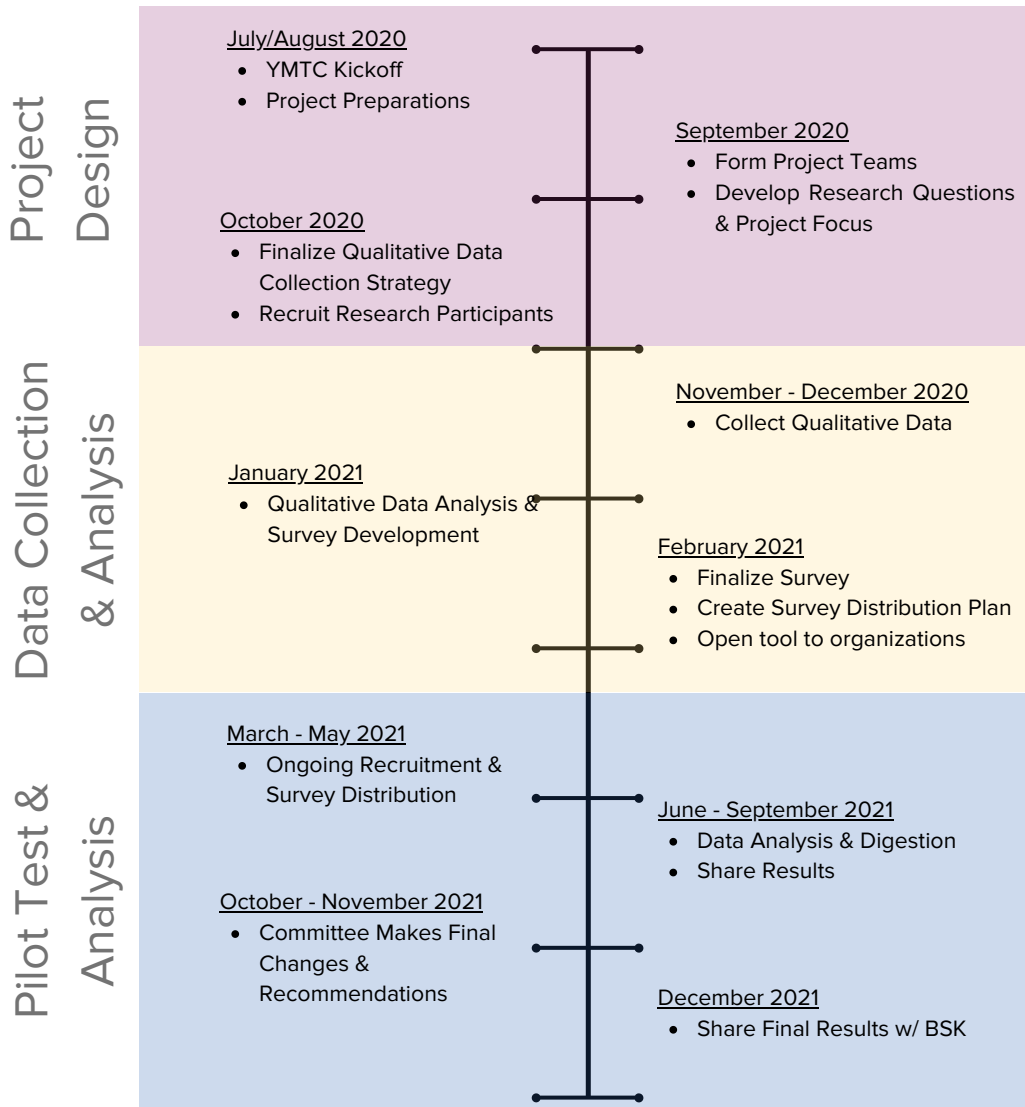 Project
Design
July/August 2020
• YMTC Kickoff
• Project Preparations
September 2020
• Form Project Teams
• Develop Research Questions
& Project Focus
October 2020
• Finalize Qualitative Data
Collection Strategy
• Recruit Research Participants
Data Collection
& Analysis
November - December 2020
• Collect Qualitative Data
January 2021
• Qualitative Data Analysis &
Survey Development
February 2021
• Finalize Survey
• Create Survey Distribution Plan
• Open tool to organizations
Pilot Test &
Analysis
March - May 2021
• Ongoing Recruitment &
Survey Distribution
June - September 2021
• Data Analysis & Digestion
• Share Results
October - November 2021
• Committee Makes Final
Changes &
Recommendations
December 2021
• Share Final Results w/ BSK